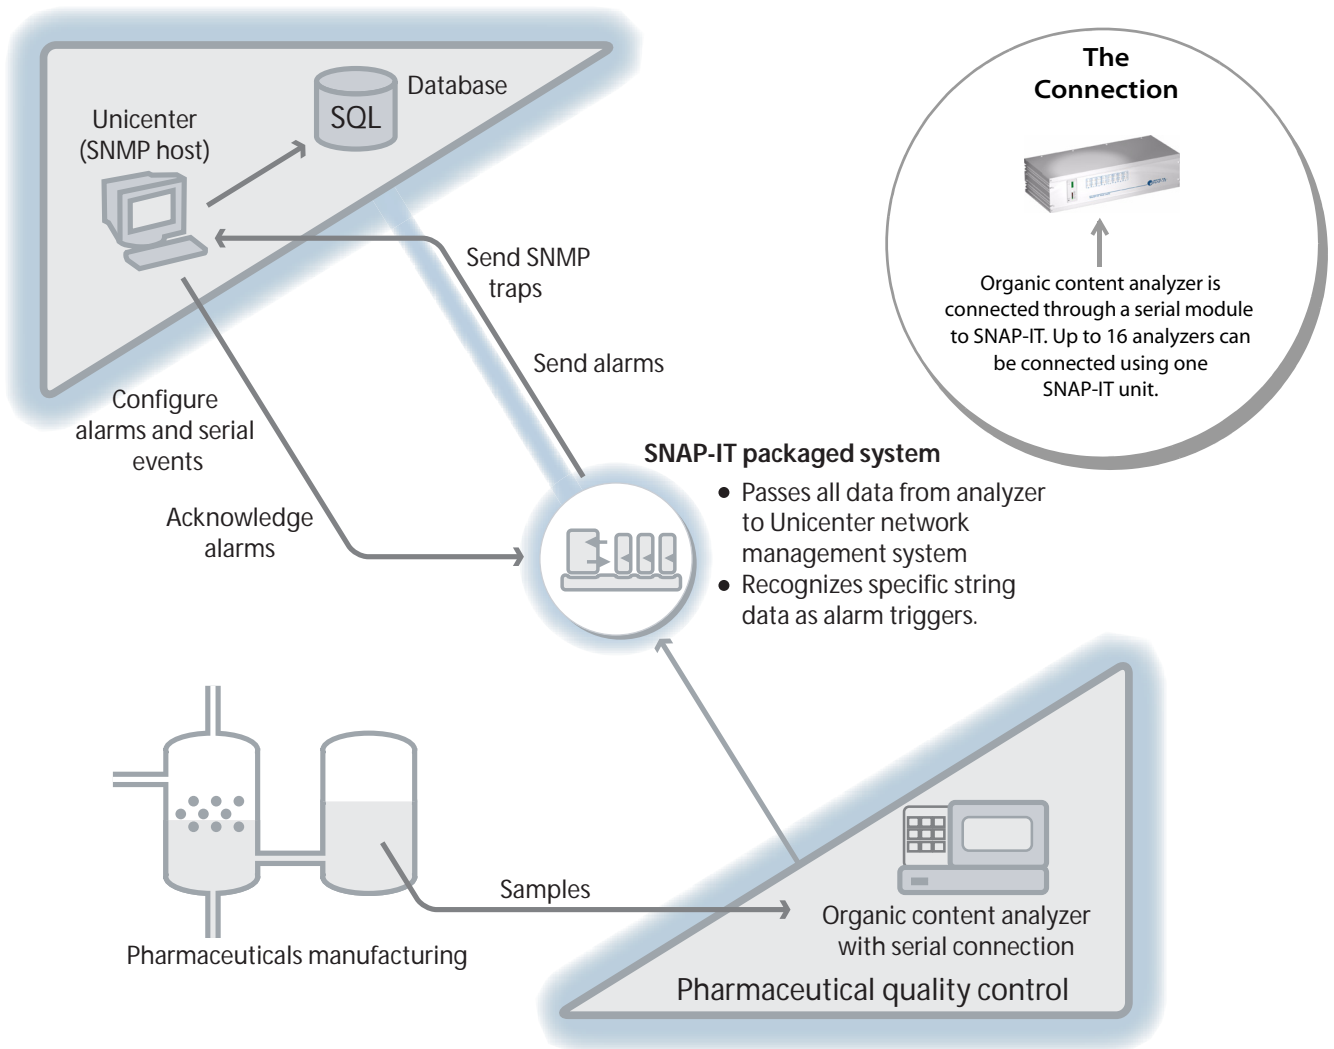 Database
SQL
Unicenter
(SNMP host)
Send SNMP
traps
Send alarms
Configure
alarms and serial
events
Acknowledge
alarms
The
Connection
Organic content analyzer is
connected through a serial module
to SNAP-IT. Up to 16 analyzers can
be connected using one
SNAP-IT unit.
SNAP-IT packaged system
● Passes all data from analyzer
to Unicenter network
management system
● Recognizes specific string
data as alarm triggers.
Samples
Pharmaceuticals manufacturing
Organic content analyzer
with serial connection
Pharmaceutical quality control